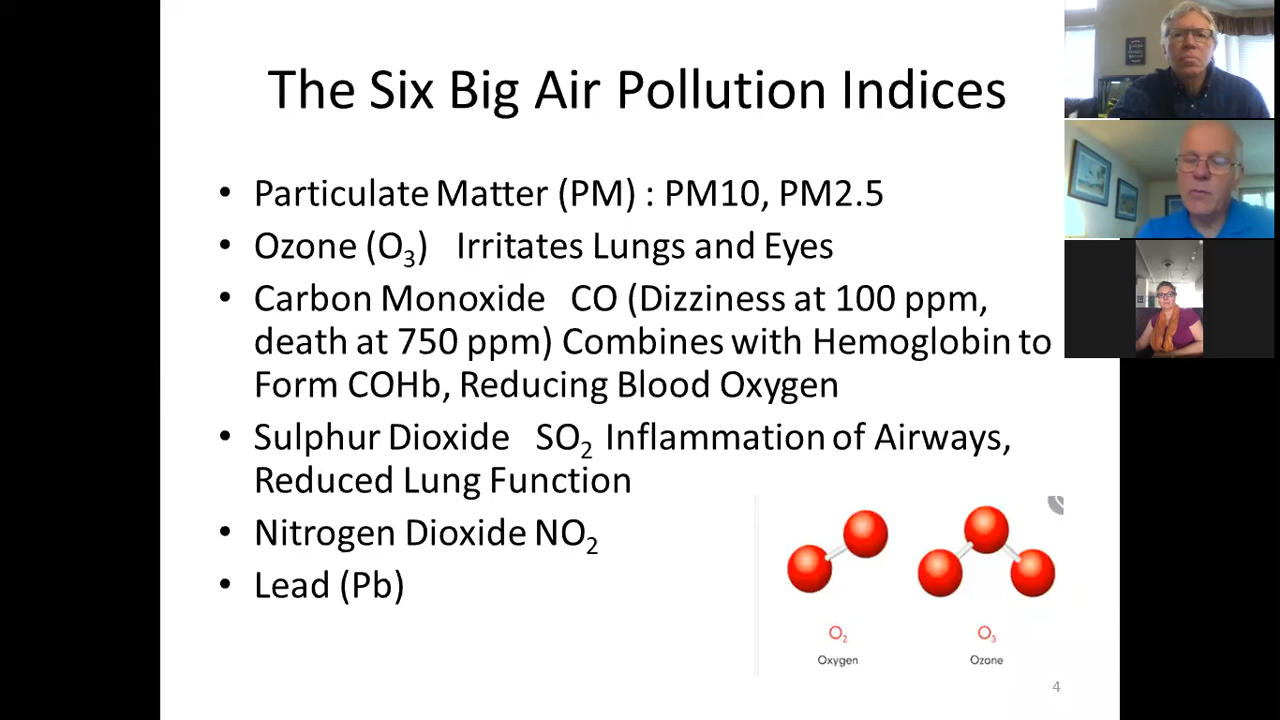 The Six Big Air Pollution Indices
• Particulate Matter (PM) : PM10, PM2.5
• Ozone (O₃) Irritates Lungs and Eyes
• Carbon Monoxide CO (Dizziness at 100 ppm,
death at 750 ppm) Combines with Hemoglobin to
Form COHb, Reducing Blood Oxygen
• Sulphur Dioxide SO₂ Inflammation of Airways,
Reduced Lung Function
• Nitrogen Dioxide NO₂
• Lead (Pb)
O₂ O₃
Oxygen Ozone
4